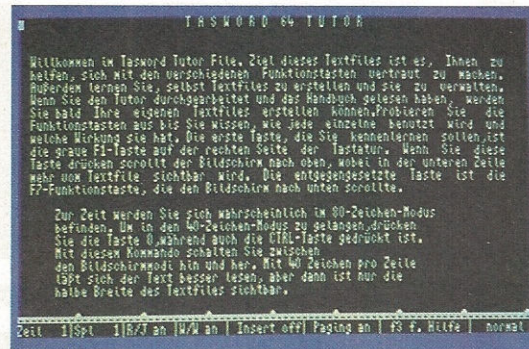 TASWORD 64 TUTOR
Willkommen im Tasword Tutor File. Ziel dieses Textfiles ist es, Ihnen zu
helfen, sich mit den verschiedenen Funktionstasten vertraut zu machen.
Außerdem lernen Sie, selbst Textfiles zu erstellen und sie zu verwalten.
Wenn Sie den Tutor durchgearbeitet und das Handbuch gelesen haben, werden
Sie bald Ihre eigenen Textfiles erstellen können.Probieren Sie die
Funktionstasten aus bis Sie wissen, wie jede einzelne benutzt wird und
welche Wirkung sie hat. Die erste Taste, die Sie kennenlernen sollen,ist
die graue F1-Taste auf der rechten Seite der Tastatur. Wenn Sie diese
Taste drücken scrollt der Bildschirm nach oben, wobei in der unteren Zeile
mehr vom Textfile sichtbar wird. Die entgegengesetzte Taste ist die
F7-Funktionstaste, die den Bildschirm nach unten scrollte.
Zur Zeit werden Sie sich wahrscheinlich im 80-Zeichen-Modus
befinden. Um in den 40-Zeichen-Modus zu gelangen,drücken
Sie die Taste 0,während auch die CTRL-Taste gedrückt ist.
Mit diesem Kommando schalten Sie zwischen
den Bildschirmmodi hin und her. Mit 40 Zeichen pro Zeile
läßt sich der Text besser lesen, aber dann ist nur die
halbe Breite des Textfiles sichtbar.
Zeil 1|Spl 1|R/J an |W/W an | Insert off| Paging an | f3 f. Hilfe | normal